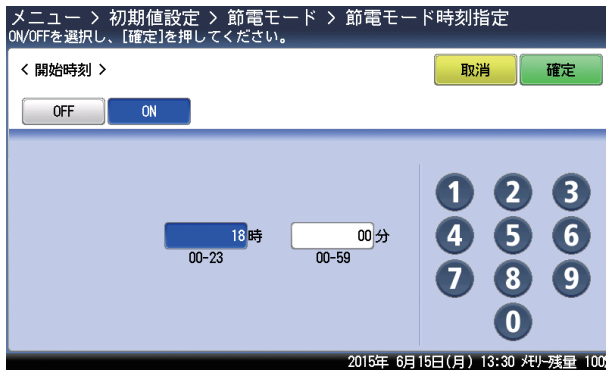 メニュー > 初期値設定 > 節電モード > 節電モード時刻指定
ON/OFFを選択し、[確定]を押してください。
< 開始時刻 >
取消
確定
OFF
ON
18時
00分
00-23
00-59
1 2 3
4 5 6
7 8 9
0
2015年 6月15日(月) 13:30 メモリー残量 100